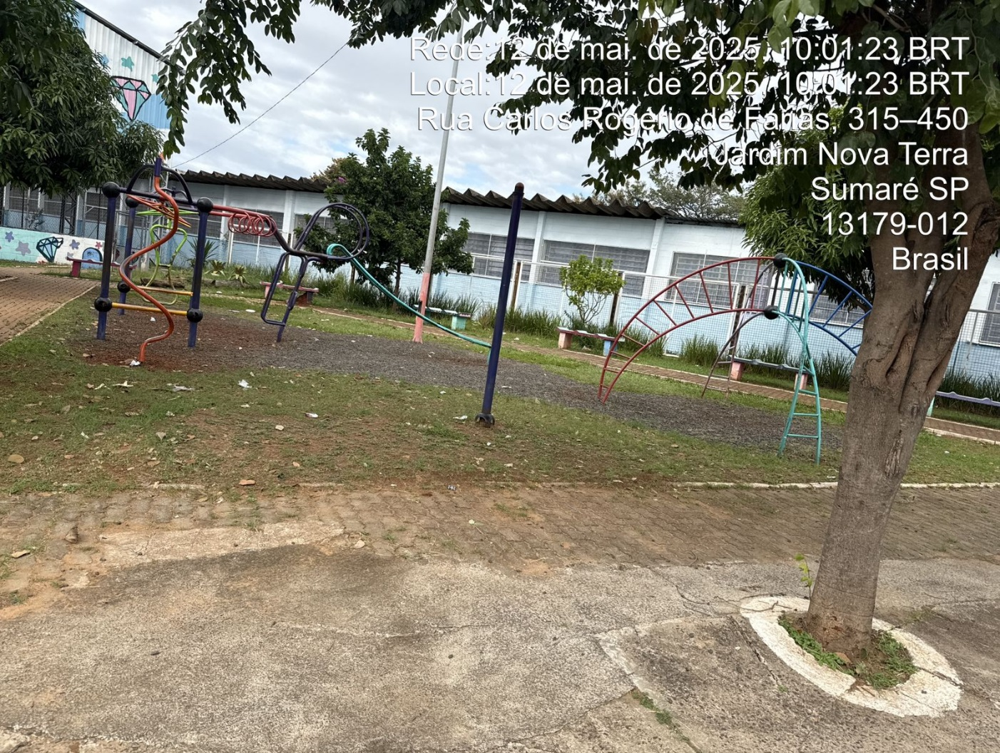 Rede:12 de mai. de 2025, 10:01:23 BRT
Local:12 de mai. de 2025, 10:01:23 BRT
Rua Carlos Rogério de Farias, 315–450
Jardim Nova Terra
Sumaré SP
13179-012
Brasil